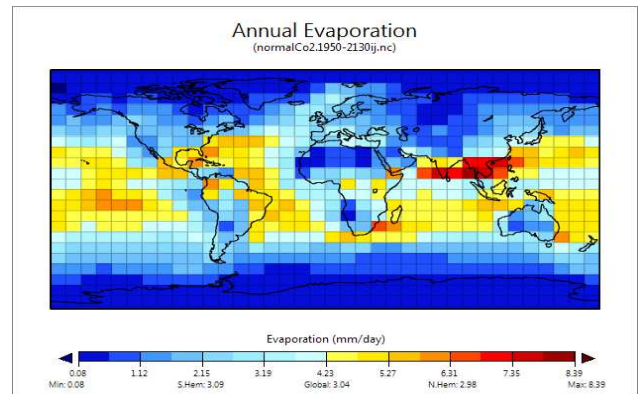 Annual Evaporation
(normalCo2.1950-2130ij.nc)
Evaporation (mm/day)
0.08 1.12 2.15 3.19 4.23 5.27 6.31 7.35 8.39
Min: 0.08 S.Hem: 3.09 Global: 3.04 N.Hem: 2.98 Max: 8.39